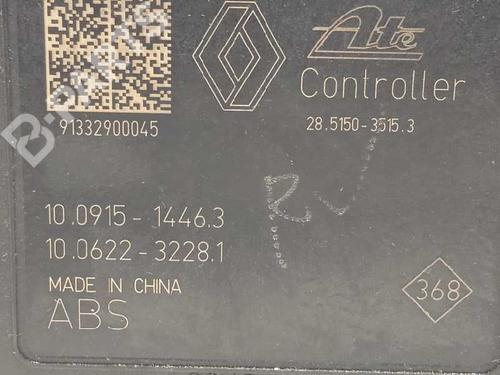 Ate
Controller
91332900045
28.5150-3515.3
10.0915-1446.3
10.0622-3228.1
MADE IN CHINA
368
ABS